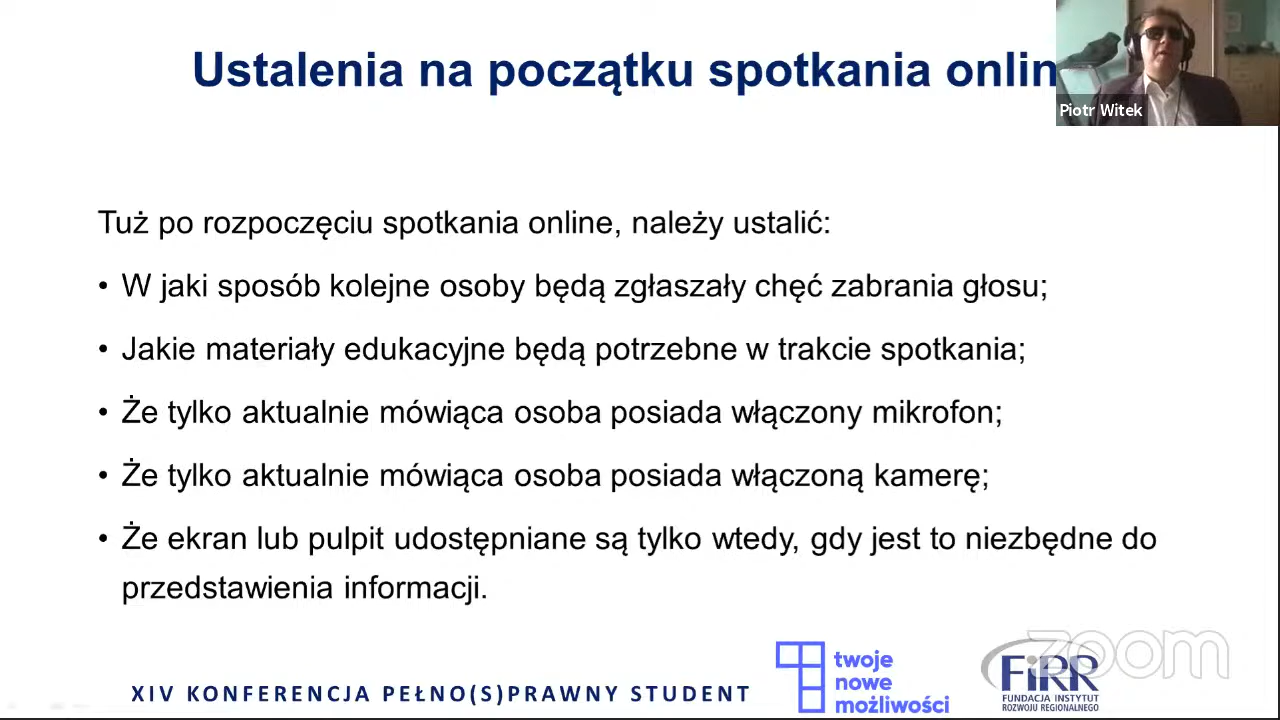 Ustalenia na początku spotkania onlin
Piotr Witek
Tuż po rozpoczęciu spotkania online, należy ustalić:
• W jaki sposób kolejne osoby będą zgłaszały chęć zabrania głosu;
• Jakie materiały edukacyjne będą potrzebne w trakcie spotkania;
• Że tylko aktualnie mówiąca osoba posiada włączony mikrofon;
• Że tylko aktualnie mówiąca osoba posiada włączoną kamerę;
• Że ekran lub pulpit udostępniane są tylko wtedy, gdy jest to niezbędne do
przedstawienia informacji.
XIV KONFERENCJA PEŁNO(S)PRAWNY STUDENT
twoje
nowe
możliwości
FiRR
FUNDACJA INSTYTUT
ROZWOJU REGIONALNEGO
zoom